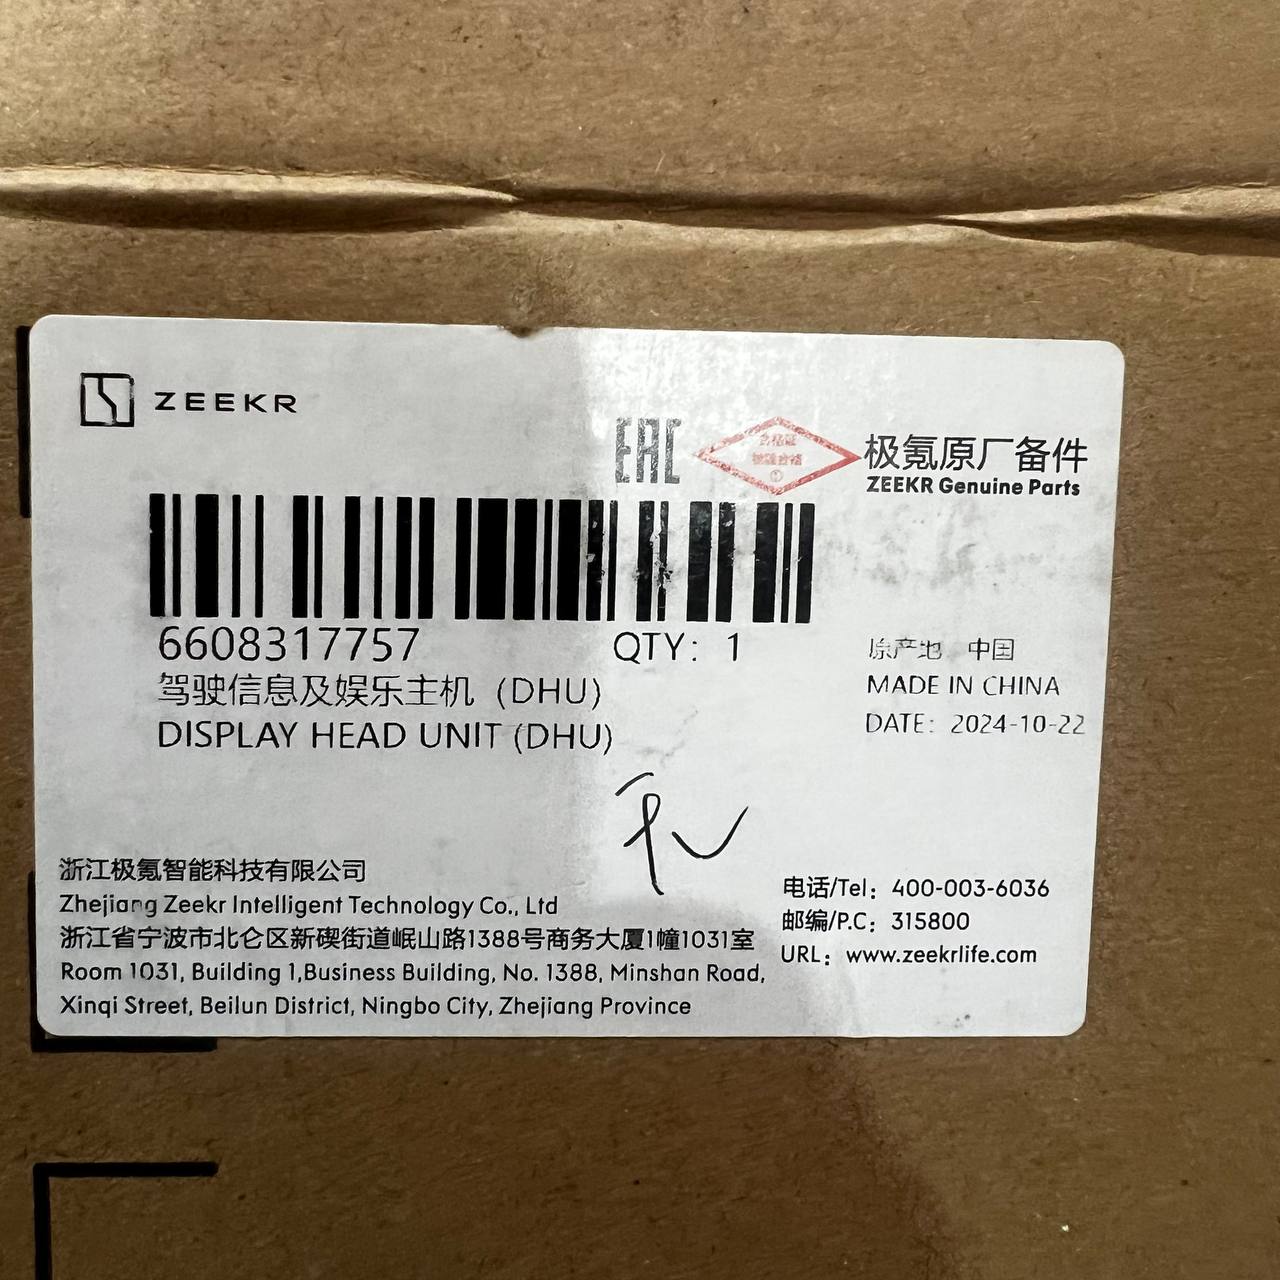 ZEEKR
EAC
合格证
极氪原厂备件
ZEEKR Genuine Parts
6608317757
QTY: 1
驾驶信息及娱乐主机 (DHU)
DISPLAY HEAD UNIT (DHU)
原产地 中国
MADE IN CHINA
DATE: 2024-10-22
浙江极氪智能科技有限公司
Zhejiang Zeekr Intelligent Technology Co., Ltd
浙江省宁波市北仑区新碶街道岷山路1388号商务大厦1幢1031室
Room 1031, Building 1,Business Building, No. 1388, Minshan Road,
Xinqi Street, Beilun District, Ningbo City, Zhejiang Province
电话/Tel: 400-003-6036
邮编/P.C: 315800
URL: www.zeekrlife.com